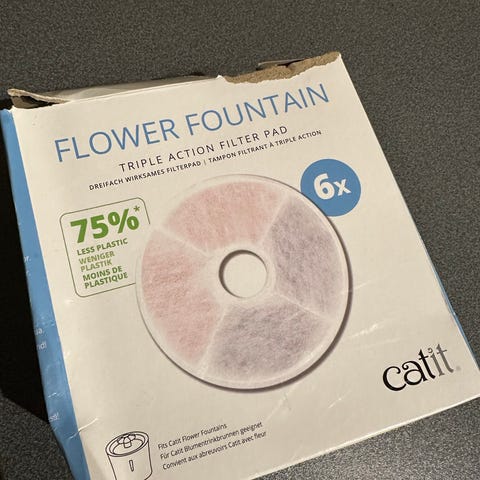 FLOWER FOUNTAIN
TRIPLE ACTION FILTER PAD
DREIFACH WIRKSAMES FILTERPAD | TAMPON FILTRANT À TRIPLE ACTION
6x
75%*
LESS PLASTIC
WENIGER
PLASTIK
MOINS DE
PLASTIQUE
catit®
Fits Catit Flower Fountains
Für Catit Blumentrinkbrunnen geeignet
Convient aux abreuvoirs Catit avec fleur